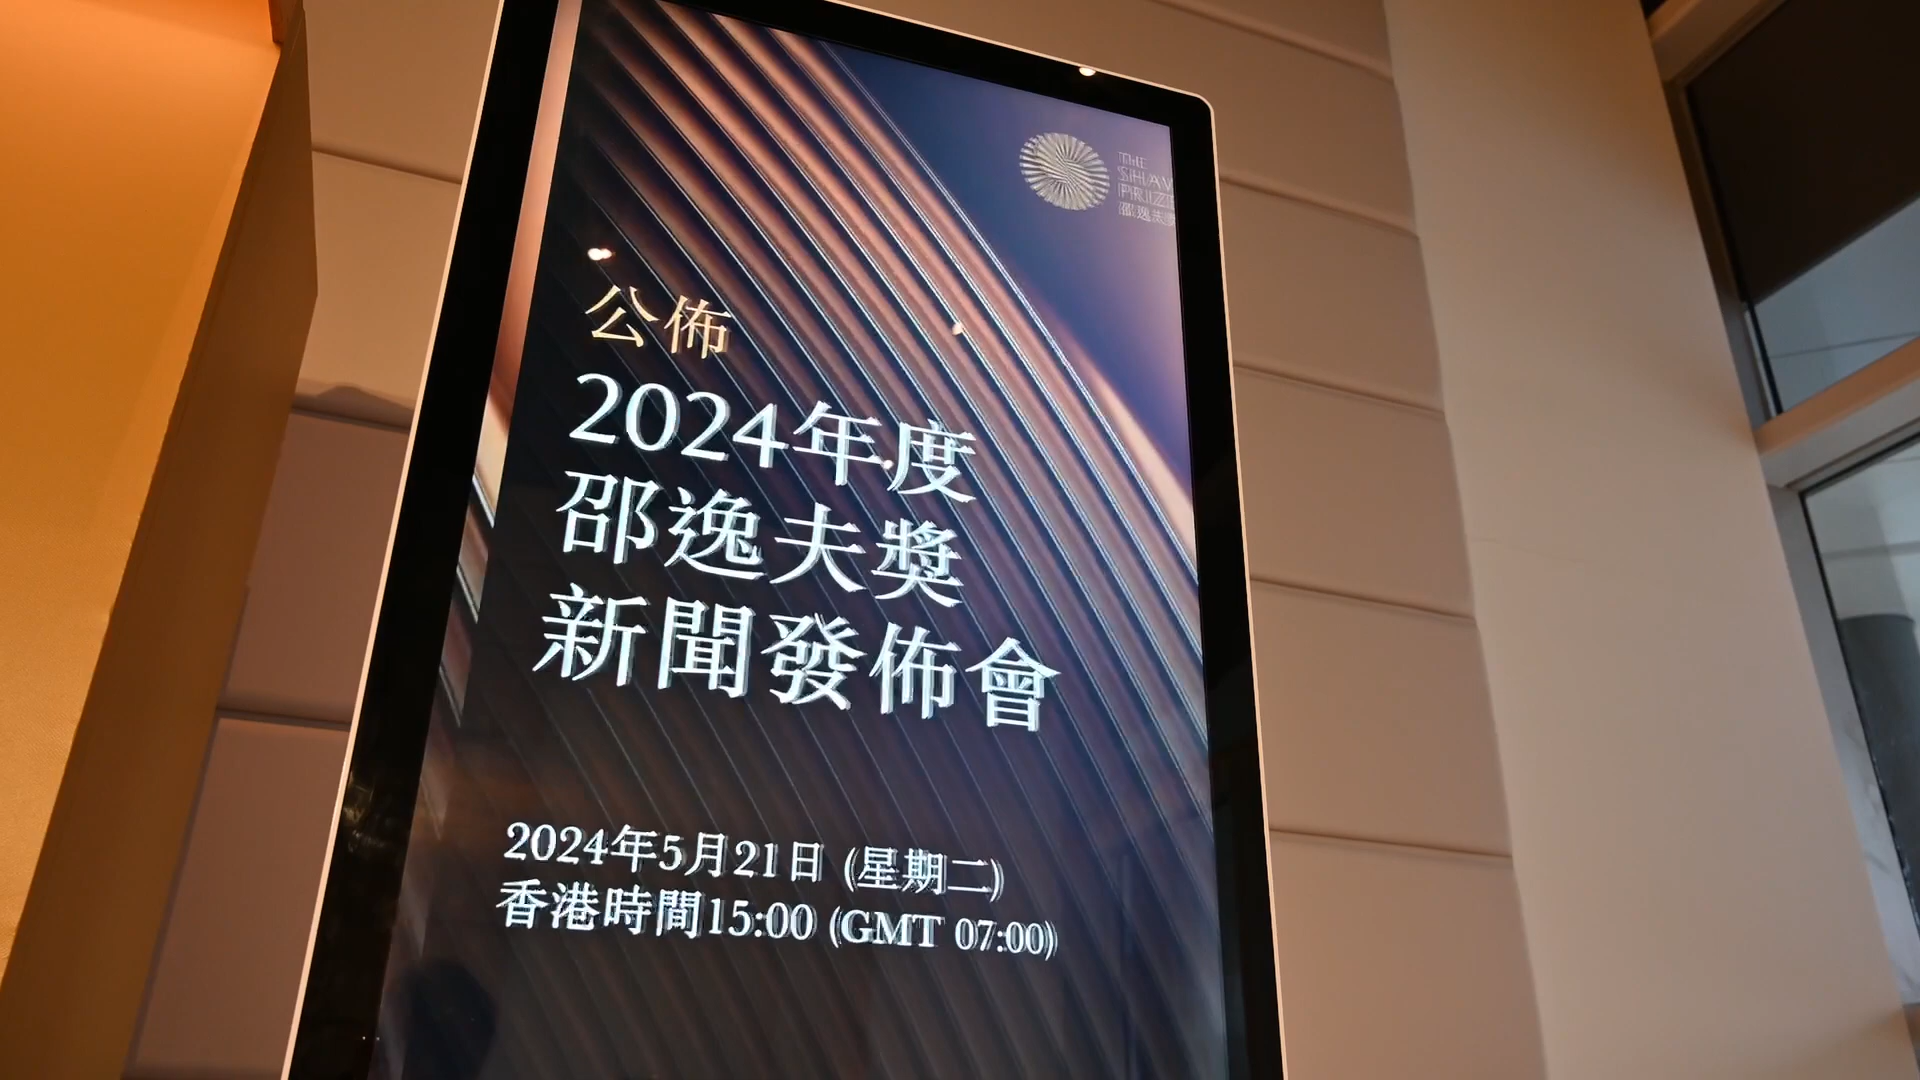 THE
SHAW
PRIZE
邵逸夫獎
公佈
2024年度
邵逸夫獎
新聞發佈會
2024年5月21日 (星期二)
香港時間15:00 (GMT 07:00)